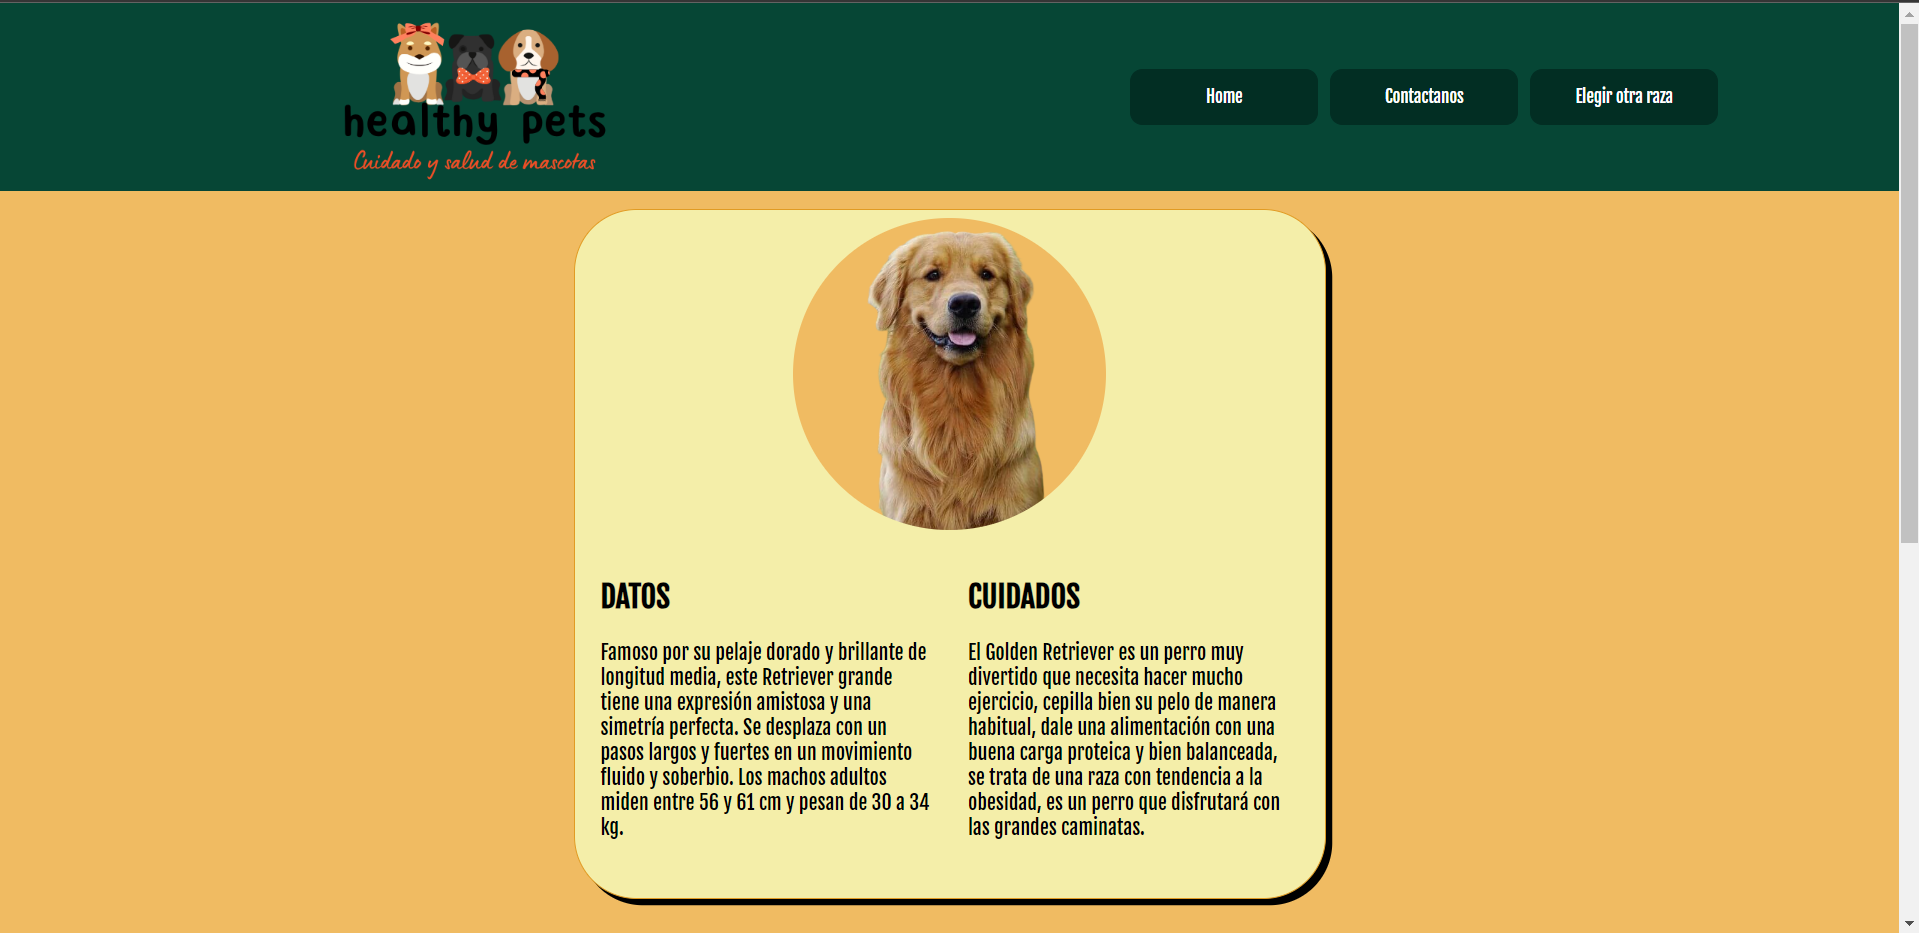 healthy pets
Cuidado y salud de mascotas
Home
Contactanos
Elegir otra raza
DATOS
Famoso por su pelaje dorado y brillante de
longitud media, este Retriever grande
tiene una expresión amistosa y una
simetría perfecta. Se desplaza con un
pasos largos y fuertes en un movimiento
fluido y soberbio. Los machos adultos
miden entre 56 y 61 cm y pesan de 30 a 34
kg.
CUIDADOS
El Golden Retriever es un perro muy
divertido que necesita hacer mucho
ejercicio, cepilla bien su pelo de manera
habitual, dale una alimentación con una
buena carga proteica y bien balanceada,
se trata de una raza con tendencia a la
obesidad, es un perro que disfrutará con
las grandes caminatas.